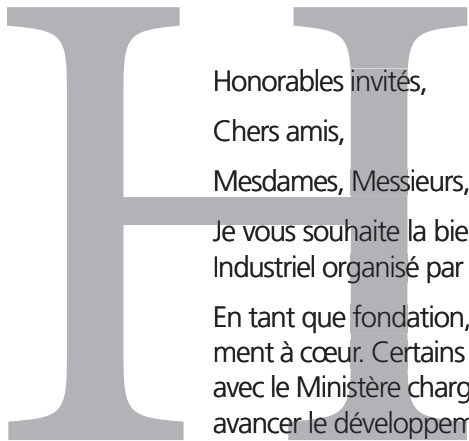 H
Honorables invités,
Chers amis,
Mesdames, Messieurs,
Je vous souhaite la bie
Industriel organisé par
En tant que fondation,
ment à cœur. Certains
avec le Ministère charg
avancer le développem